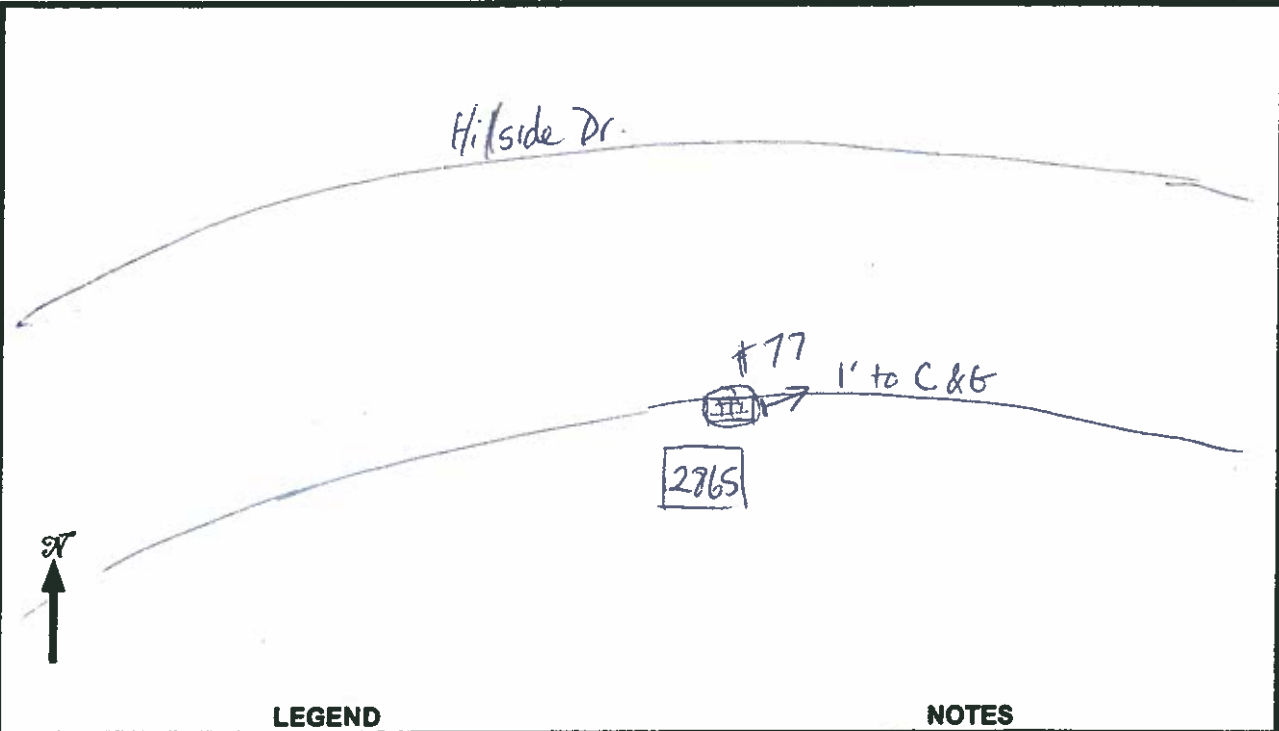 Hillside Dr.
# 77
1' to C & G
2865
N
LEGEND
NOTES